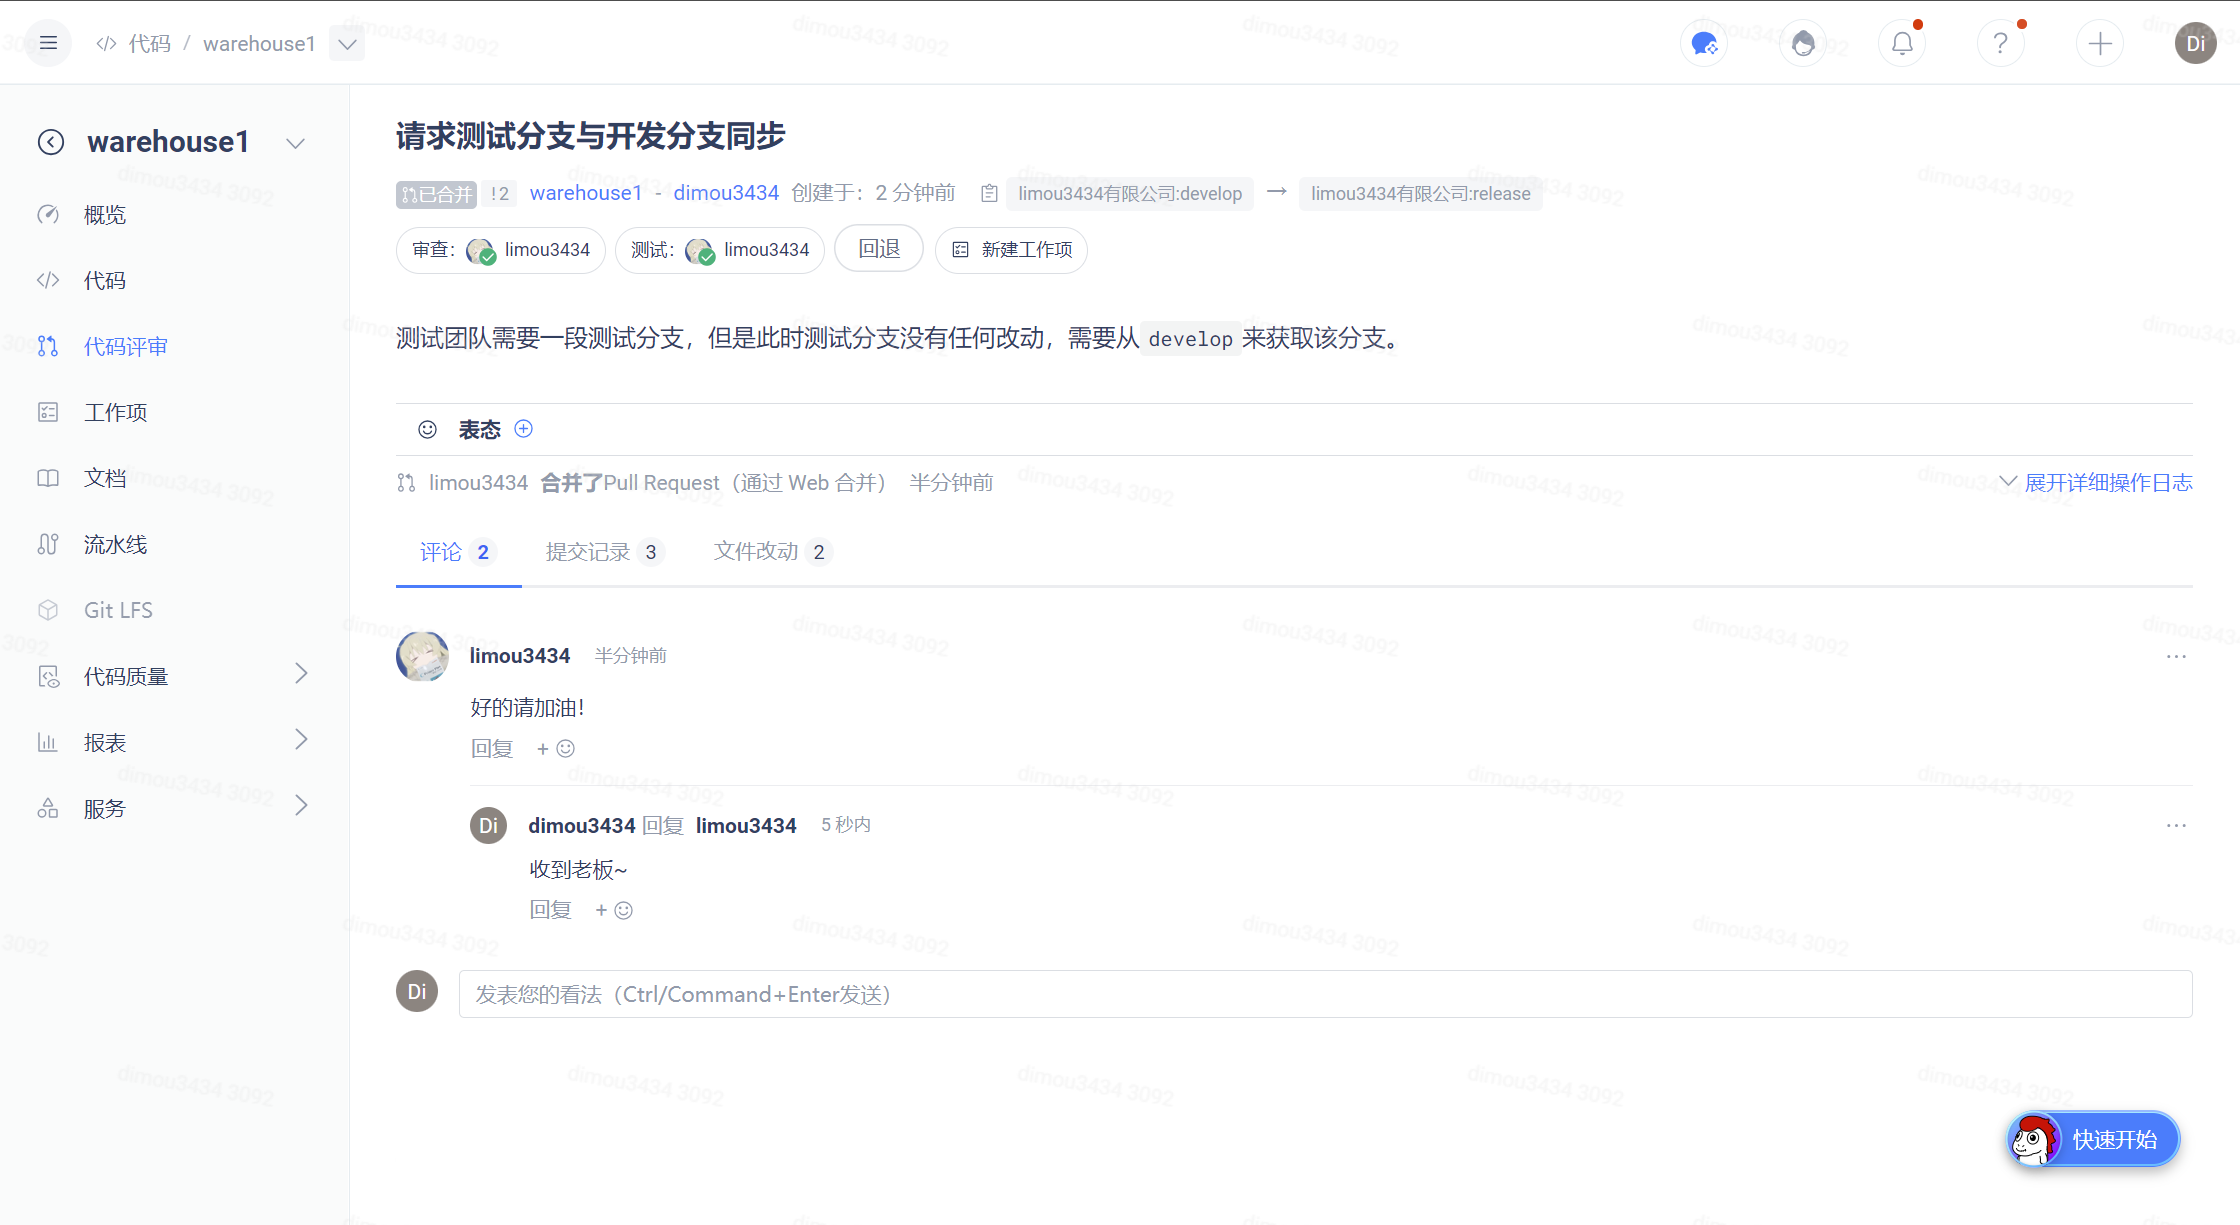 代码 / warehouse1
Di
warehouse1
概览
代码
代码评审
工作项
文档
流水线
Git LFS
代码质量
报表
服务
请求测试分支与开发分支同步
已合并 !2 warehouse1 - dimou3434 创建于：2 分钟前 limou3434有限公司:develop → limou3434有限公司:release
审查： limou3434 测试： limou3434 回退 新建工作项
测试团队需要一段测试分支，但是此时测试分支没有任何改动，需要从 develop 来获取该分支。
表态
limou3434 合并了Pull Request（通过 Web 合并） 半分钟前 展开详细操作日志
评论 2 提交记录 3 文件改动 2
limou3434 半分钟前
好的请加油！
回复 +
Di dimou3434 回复 limou3434 5 秒内
收到老板~
回复 +
Di 发表您的看法（Ctrl/Command+Enter发送）
快速开始
dimou3434 3092